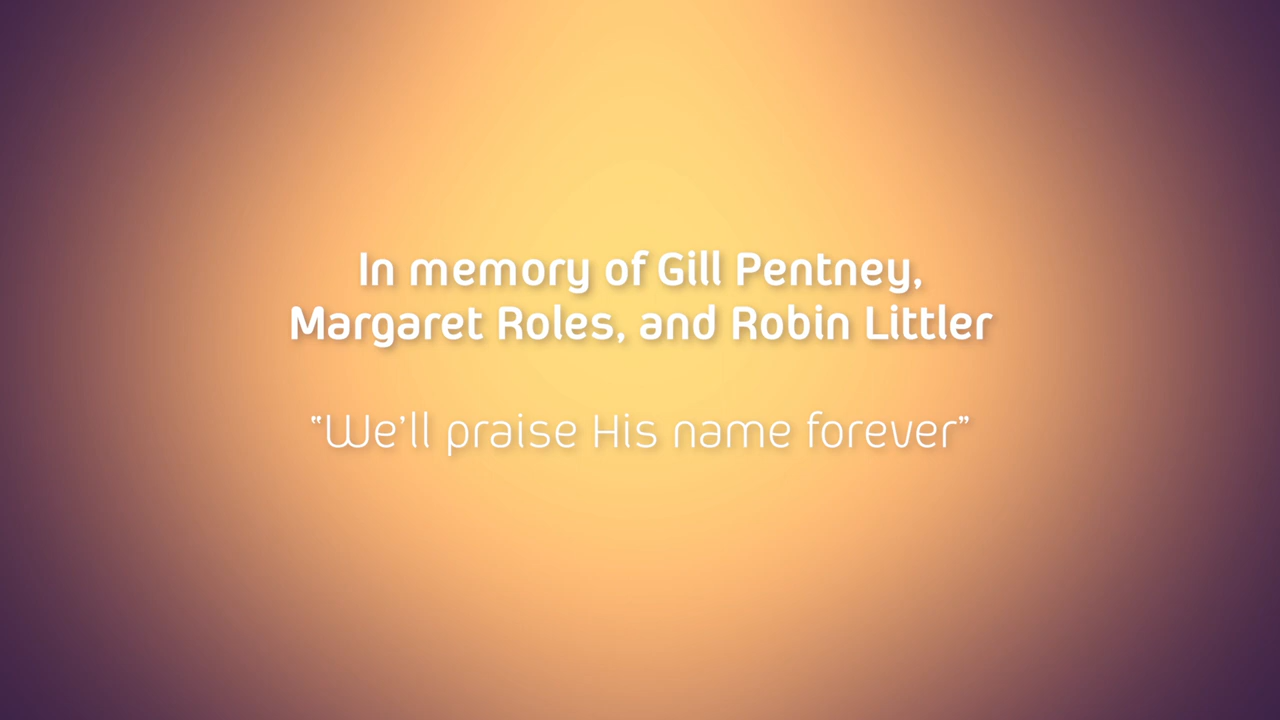 In memory of Gill Pentney,
Margaret Roles, and Robin Littler
“We’ll praise His name forever”